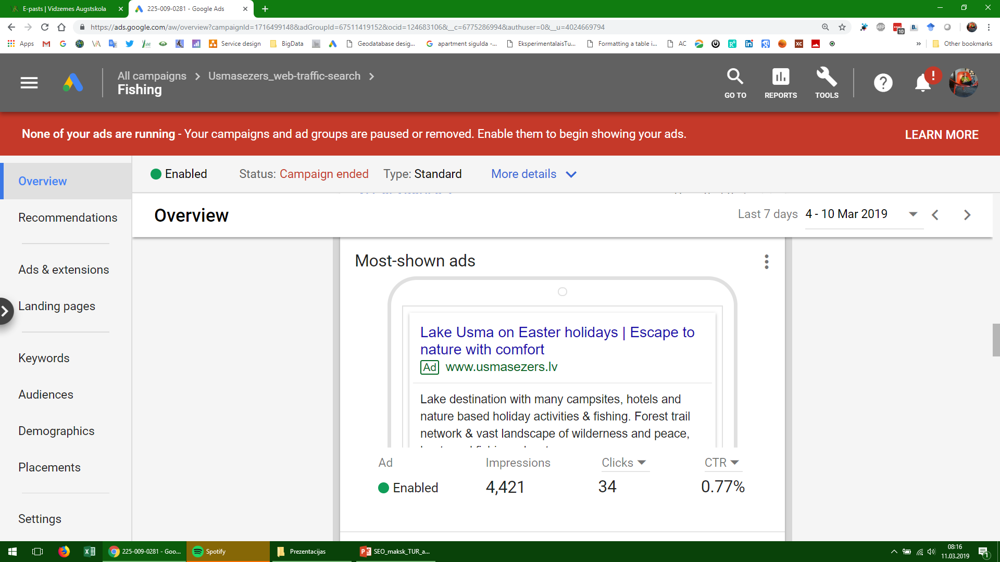 E-pasts | Vidzemes Augstskola
225-009-0281 - Google Ads
https://ads.google.com/aw/overview?campaignId=1716499148&adGroupId=67511419152&ocid=124683106&__c=6775286994&authuser=0&__u=4024669794
ABP
10
B.
Apps
Service design
BigData
Geodatabase desig...
apartment sigulda -...
EksperimentalaisTu...
Formatting a table i...
AC
XC
» Other bookmarks
All campaigns > Usmasezers_web-traffic-search >
Fishing
GO TO
REPORTS
TOOLS
None of your ads are running - Your campaigns and ad groups are paused or removed. Enable them to begin showing your ads.
LEARN MORE
Enabled
Status: Campaign ended
Type: Standard
More details
Overview
Recommendations
Ads & extensions
Landing pages
Keywords
Audiences
Demographics
Placements
Settings
Overview
Last 7 days 4 - 10 Mar 2019
Most-shown ads
Lake Usma on Easter holidays | Escape to
nature with comfort
Ad www.usmasezers.lv
Lake destination with many campsites, hotels and
nature based holiday activities & fishing. Forest trail
network & vast landscape of wilderness and peace,
Ad Impressions Clicks CTR
Enabled 4,421 34 0.77%
225-009-0281 - Goo...
Spotify
Prezentacijas
SEO_maksk_TUR_a...
08:16
11.03.2019
1